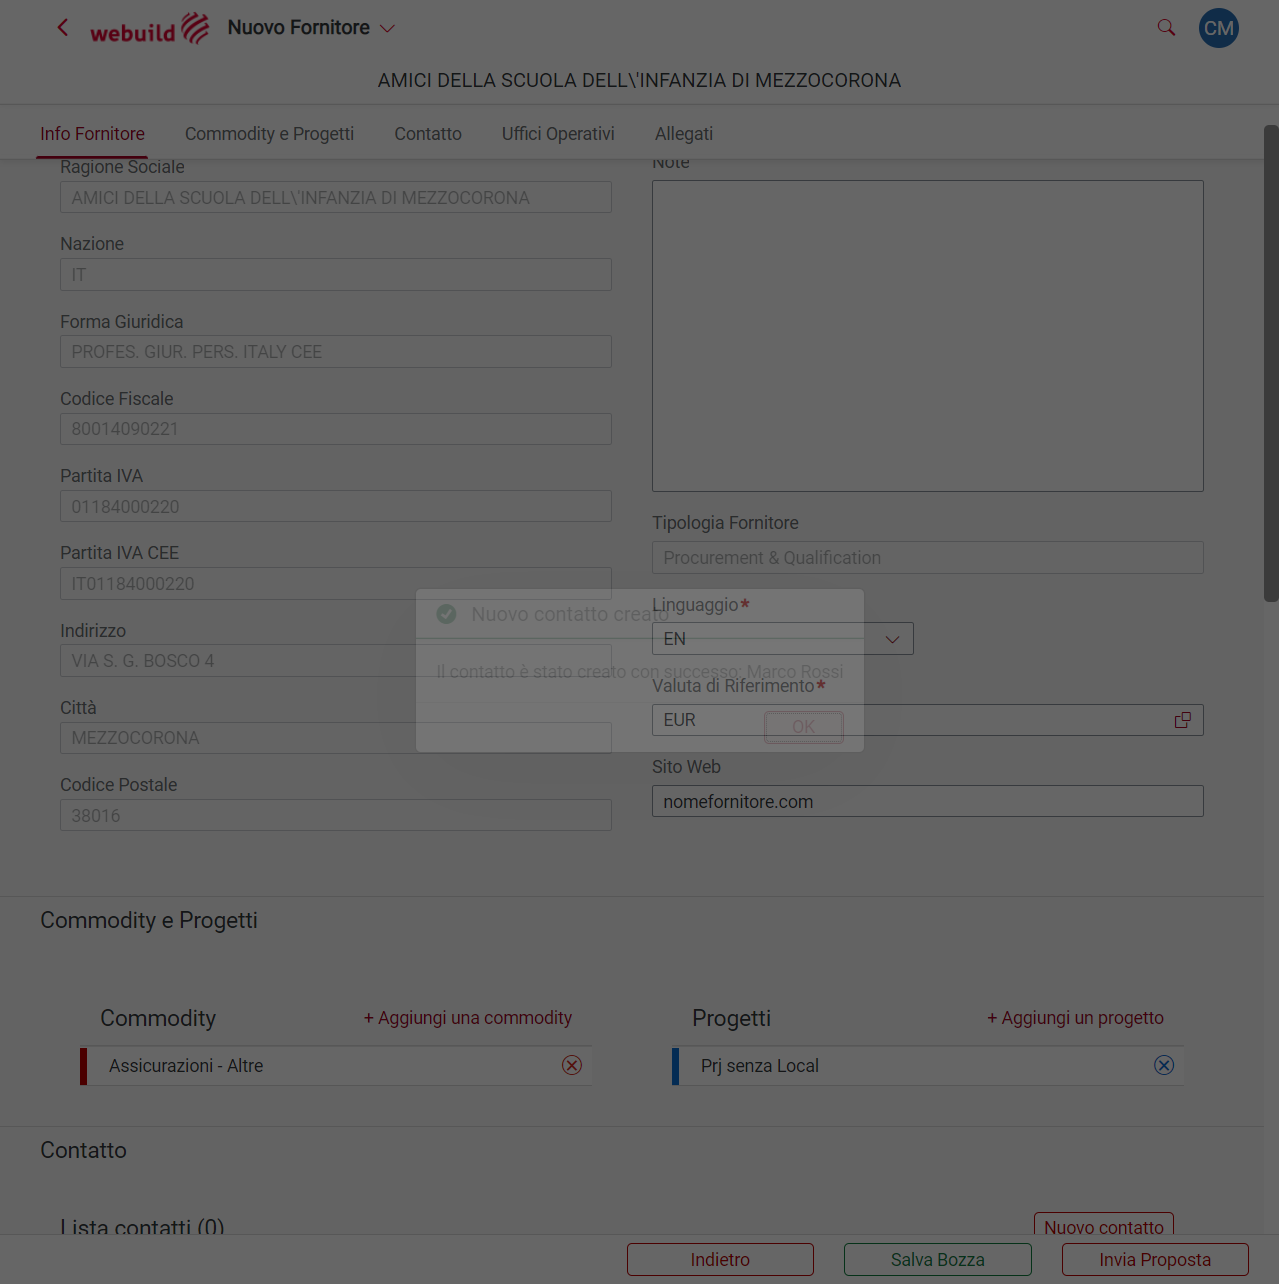 webuild Nuovo Fornitore
CM
AMICI DELLA SCUOLA DELL\'INFANZIA DI MEZZOCORONA
Info Fornitore Commodity e Progetti Contatto Uffici Operativi Allegati
Ragione Sociale
AMICI DELLA SCUOLA DELL\'INFANZIA DI MEZZOCORONA
Nazione
IT
Forma Giuridica
PROFES. GIUR. PERS. ITALY CEE
Codice Fiscale
80014090221
Partita IVA
01184000220
Partita IVA CEE
IT01184000220
Indirizzo
VIA S. G. BOSCO 4
Città
MEZZOCORONA
Codice Postale
38016
Note
Tipologia Fornitore
Procurement & Qualification
Linguaggio*
EN
Valuta di Riferimento*
EUR
Sito Web
nomefornitore.com
Nuovo contatto creato
Il contatto è stato creato con successo: Marco Rossi
OK
Commodity e Progetti
Commodity + Aggiungi una commodity
Assicurazioni - Altre
Progetti + Aggiungi un progetto
Prj senza Local
Contatto
Lista contatti (0) Nuovo contatto
Indietro Salva Bozza Invia Proposta